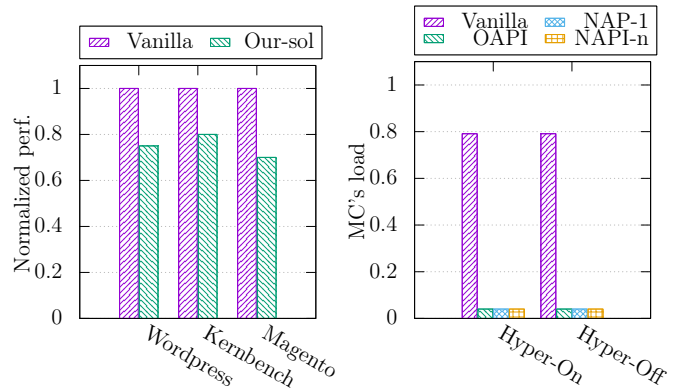 Vanilla Our-sol
Normalized perf.
1
0.8
0.6
0.4
0.2
0
Wordpress
Kernbench
Magento
Vanilla NAP-1
OAPI NAPI-n
MC's load
1
0.8
0.6
0.4
0.2
0
Hyper-On
Hyper-Off